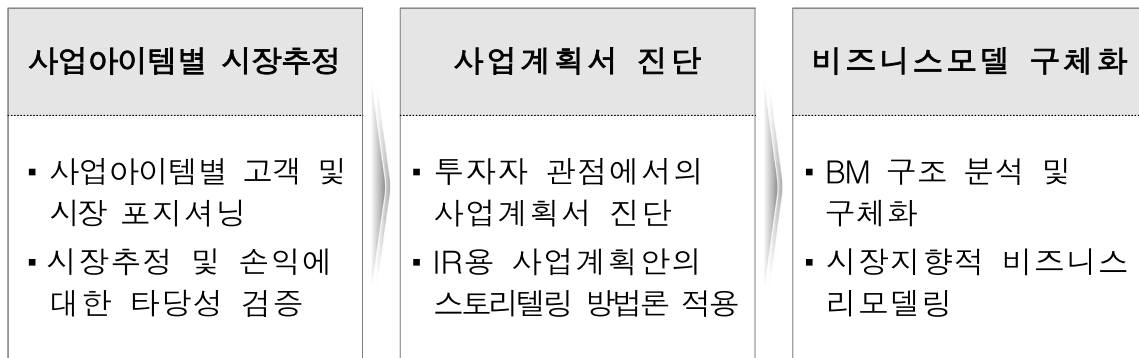 사업아이템별 시장추정
▪ 사업아이템별 고객 및
시장 포지셔닝
▪ 시장추정 및 손익에
대한 타당성 검증
사업계획서 진단
▪ 투자자 관점에서의
사업계획서 진단
▪ IR용 사업계획안의
스토리텔링 방법론 적용
비즈니스모델 구체화
▪ BM 구조 분석 및
구체화
▪ 시장지향적 비즈니스
리모델링